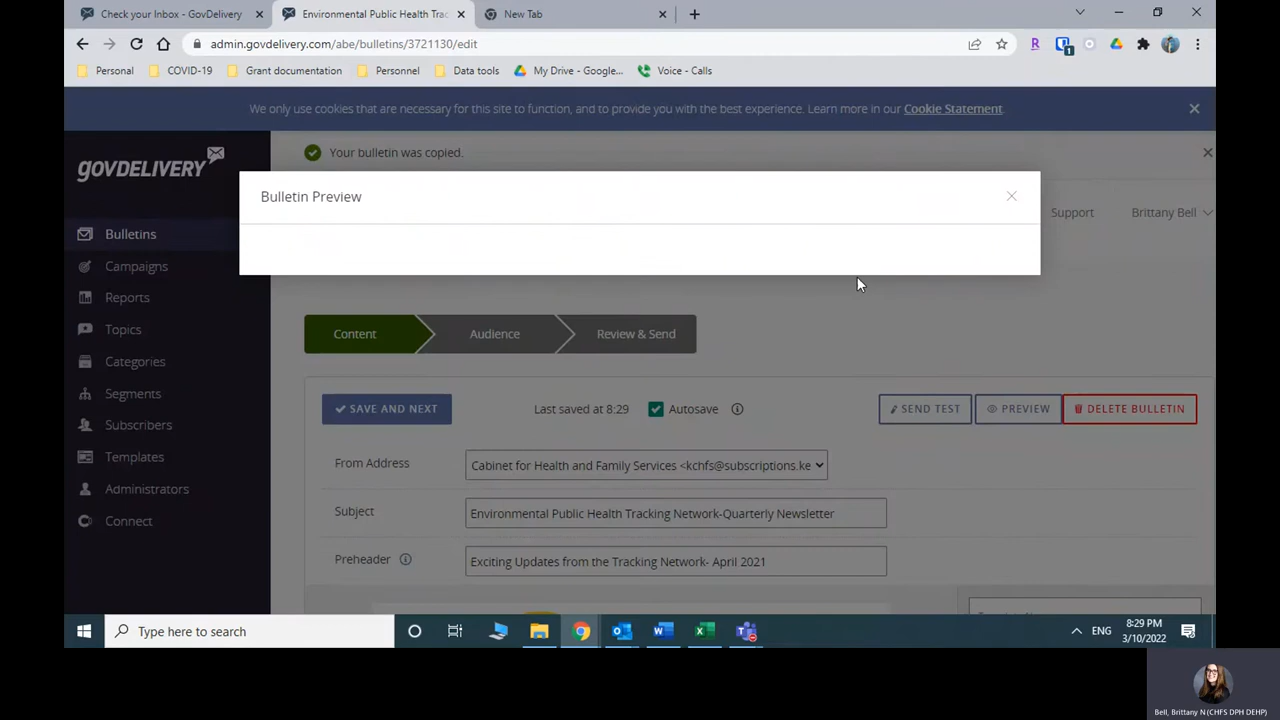 Check your Inbox - GovDelivery
Environmental Public Health Trac
New Tab
admin.govdelivery.com/abe/bulletins/3721130/edit
Personal
COVID-19
Grant documentation
Personnel
Data tools
My Drive - Google...
Voice - Calls
We only use cookies that are necessary for this site to function, and to provide you with the best experience. Learn more in our Cookie Statement.
GOVDELIVERY
Your bulletin was copied.
Bulletin Preview
Support
Brittany Bell
Bulletins
Campaigns
Reports
Topics
Categories
Segments
Subscribers
Templates
Administrators
Connect
Content
Audience
Review & Send
SAVE AND NEXT
Last saved at 8:29
Autosave
SEND TEST
PREVIEW
DELETE BULLETIN
From Address
Cabinet for Health and Family Services <kchfs@subscriptions.ke
Subject
Environmental Public Health Tracking Network-Quarterly Newsletter
Preheader
Exciting Updates from the Tracking Network- April 2021
Type here to search
ENG
8:29 PM
3/10/2022
Bell, Brittany N (CHFS DPH DEHP)